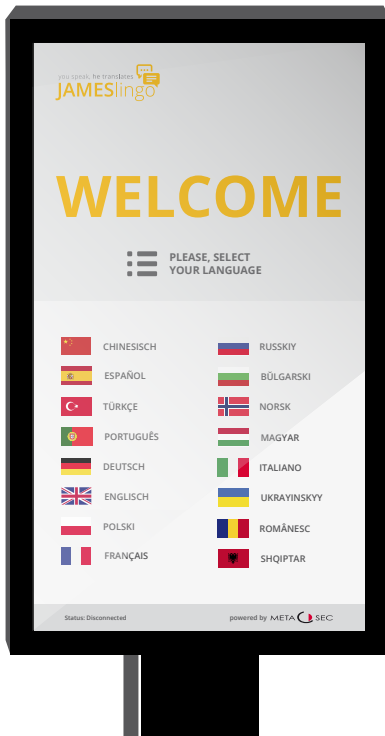 you speak, he translates
JAMESlingo
WELCOME
PLEASE, SELECT
YOUR LANGUAGE
CHINESISCH
ESPAÑOL
TÜRKÇE
PORTUGUÊS
DEUTSCH
ENGLISCH
POLSKI
FRANÇAIS
RUSSKIY
BÜLGARSKI
NORSK
MAGYAR
ITALIANO
UKRAYINSKYY
ROMÂNESC
SHQIPTAR
Status: Disconnected
powered by META SEC